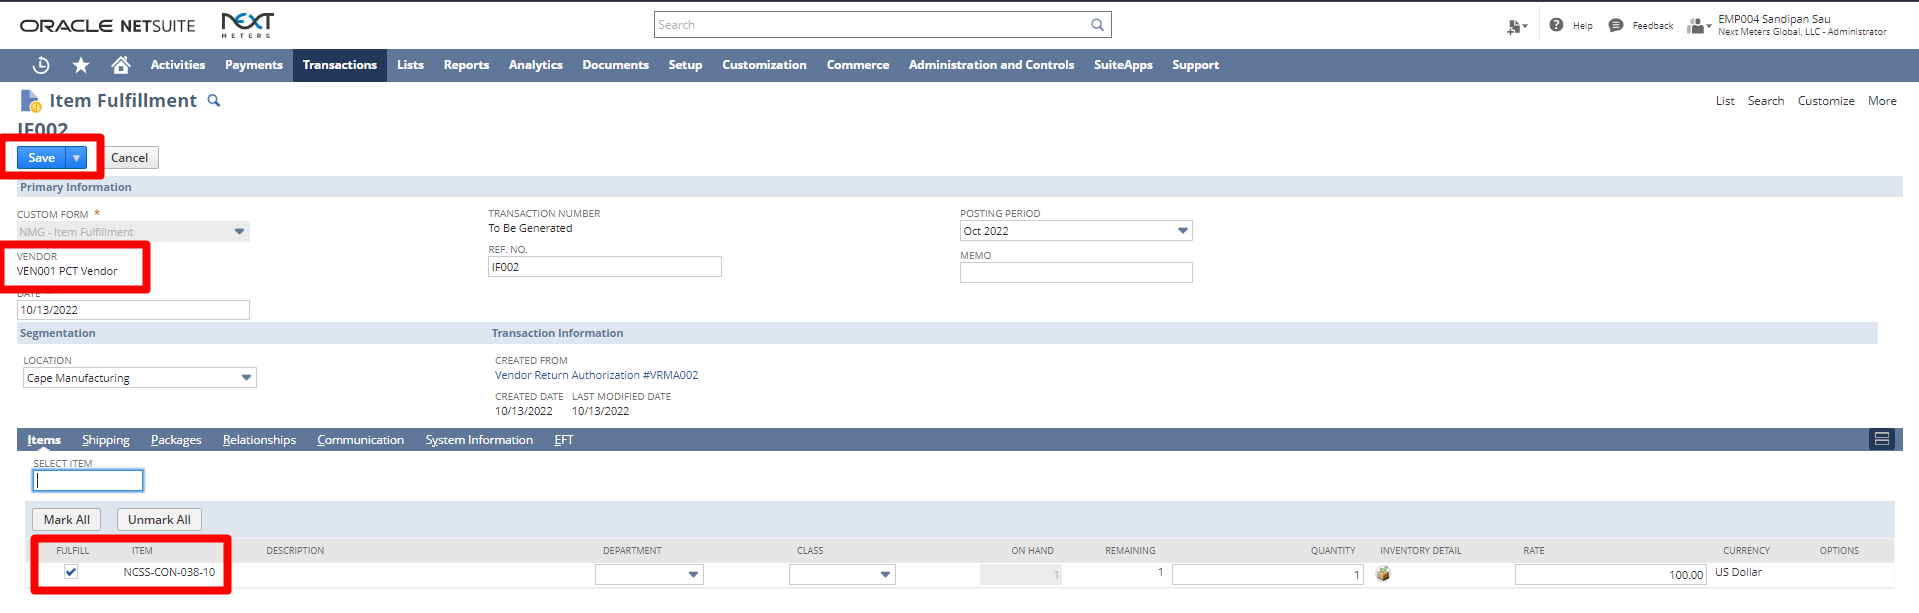 ORACLE NETSUITE
NEXT
METERS
Search
Help
Feedback
EMP004 Sandipan Sau
Next Meters Global, LLC - Administrator
Activities Payments Transactions Lists Reports Analytics Documents Setup Customization Commerce Administration and Controls SuiteApps Support
Item Fulfillment
List Search Customize More
IF002
Save Cancel
Primary Information
CUSTOM FORM *
NMG - Item Fulfillment
VENDOR
VEN001 PCT Vendor
DATE
10/13/2022
TRANSACTION NUMBER
To Be Generated
REF. NO.
IF002
POSTING PERIOD
Oct 2022
MEMO
Segmentation
LOCATION
Cape Manufacturing
Transaction Information
CREATED FROM
Vendor Return Authorization #VRMA002
CREATED DATE LAST MODIFIED DATE
10/13/2022 10/13/2022
Items Shipping Packages Relationships Communication System Information EFT
SELECT ITEM
Mark All Unmark All
FULFILL ITEM DESCRIPTION DEPARTMENT CLASS ON HAND REMAINING QUANTITY INVENTORY DETAIL RATE CURRENCY OPTIONS
NCSS-CON-038-10 1 1 1 100.00 US Dollar